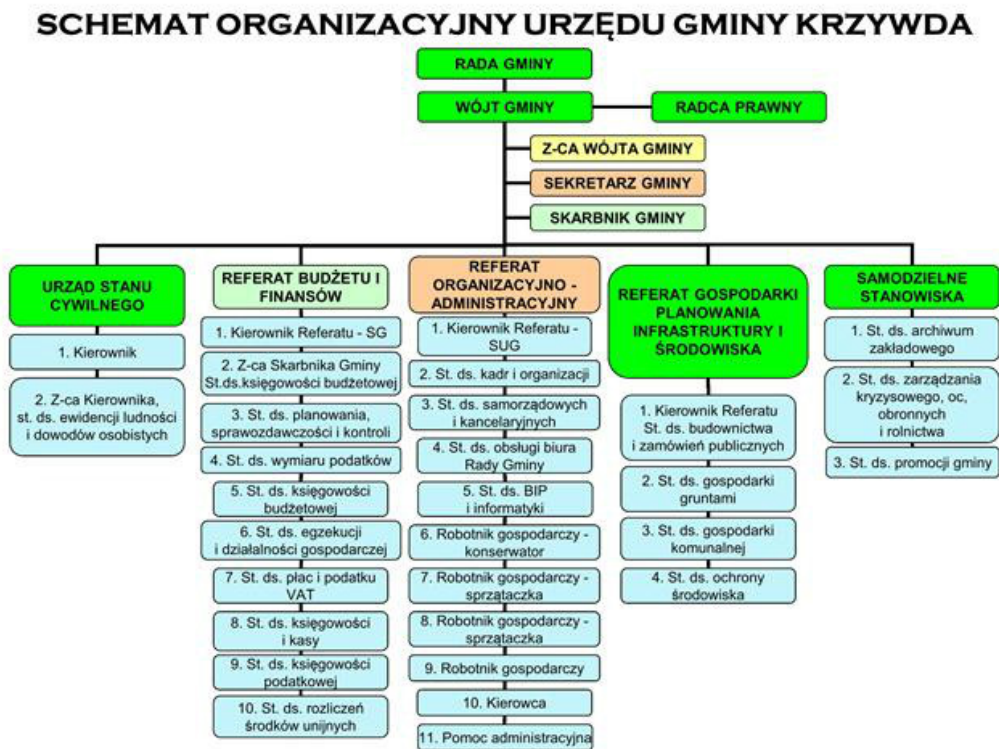 SCHEMAT ORGANIZACYJNY URZĘDU GMINY KRZYWDA
RADA GMINY
WÓJT GMINY
RADCA PRAWNY
Z-CA WÓJTA GMINY
SEKRETARZ GMINY
SKARBNIK GMINY
URZĄD STANU
CYWILNEGO
1. Kierownik
2. Z-ca Kierownika,
st. ds. ewidencji ludności
i dowodów osobistych
REFERAT BUDŻETU I
FINANSÓW
1. Kierownik Referatu - SG
2. Z-ca Skarbnika Gminy
St.ds.księgowości budżetowej
3. St. ds. planowania,
sprawozdawczości i kontroli
4. St. ds. wymiaru podatków
5. St. ds. księgowości
budżetowej
6. St. ds. egzekucji
i działalności gospodarczej
7. St. ds. płac i podatku
VAT
8. St. ds. księgowości
i kasy
9. St. ds. księgowości
podatkowej
10. St. ds. rozliczeń
środków unijnych
REFERAT
ORGANIZACYJNO -
ADMINISTRACYJNY
1. Kierownik Referatu -
SUG
2. St. ds. kadr i organizacji
3. St. ds. samorządowych
i kancelaryjnych
4. St. ds. obsługi biura
Rady Gminy
5. St. ds. BIP
i informatyki
6. Robotnik gospodarczy -
konserwator
7. Robotnik gospodarczy -
sprzątaczka
8. Robotnik gospodarczy -
sprzątaczka
9. Robotnik gospodarczy
10. Kierowca
11. Pomoc administracyjna
REFERAT GOSPODARKI
PLANOWANIA
INFRASTRUKTURY I
ŚRODOWISKA
1. Kierownik Referatu
St. ds. budownictwa
i zamówień publicznych
2. St. ds. gospodarki
gruntami
3. St. ds. gospodarki
komunalnej
4. St. ds. ochrony
środowiska
SAMODZIELNE
STANOWISKA
1. St. ds. archiwum
zakładowego
2. St. ds. zarządzania
kryzysowego, oc,
obronnych
i rolnictwa
3. St. ds. promocji gminy